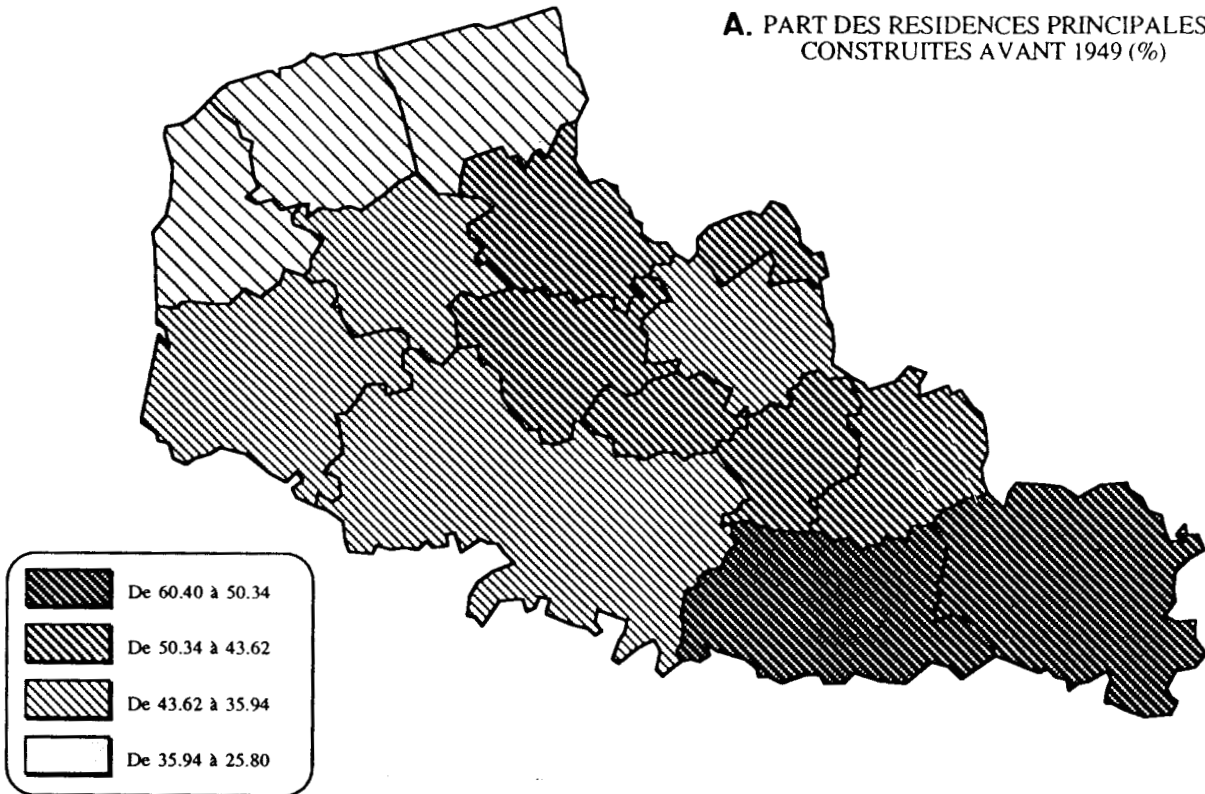 A. PART DES RESIDENCES PRINCIPALES
CONSTRUITES AVANT 1949 (%)
De 60.40 à 50.34
De 50.34 à 43.62
De 43.62 à 35.94
De 35.94 à 25.80